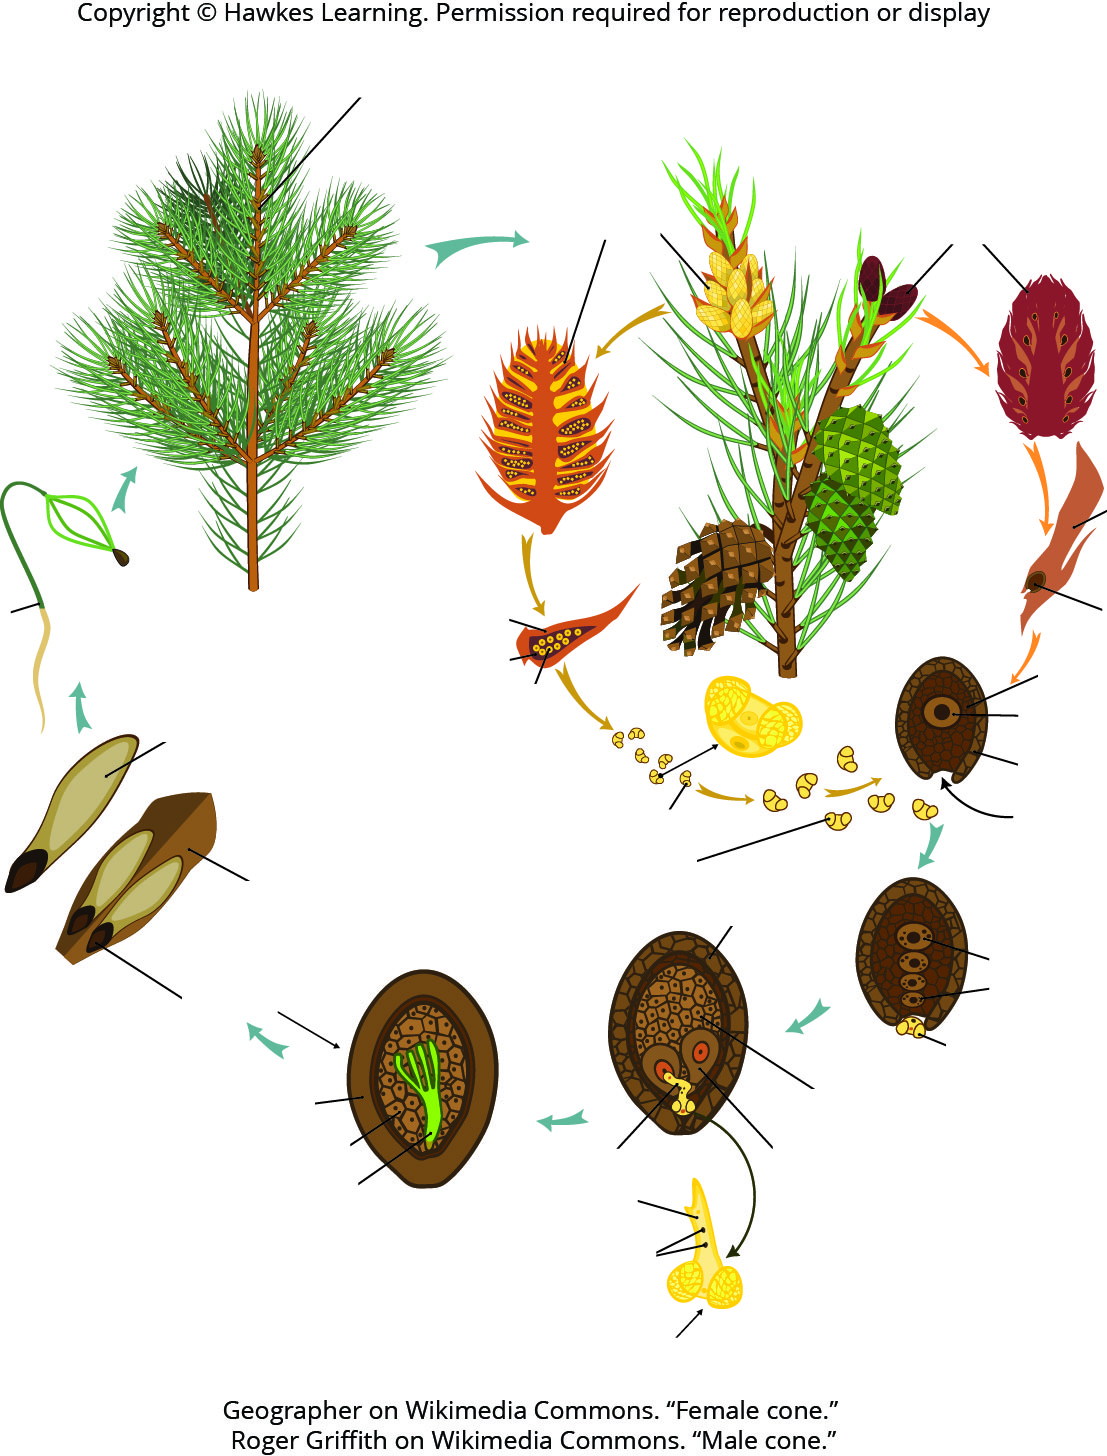 Copyright © Hawkes Learning. Permission required for reproduction or display
Geographer on Wikimedia Commons. “Female cone.”
Roger Griffith on Wikimedia Commons. “Male cone.”